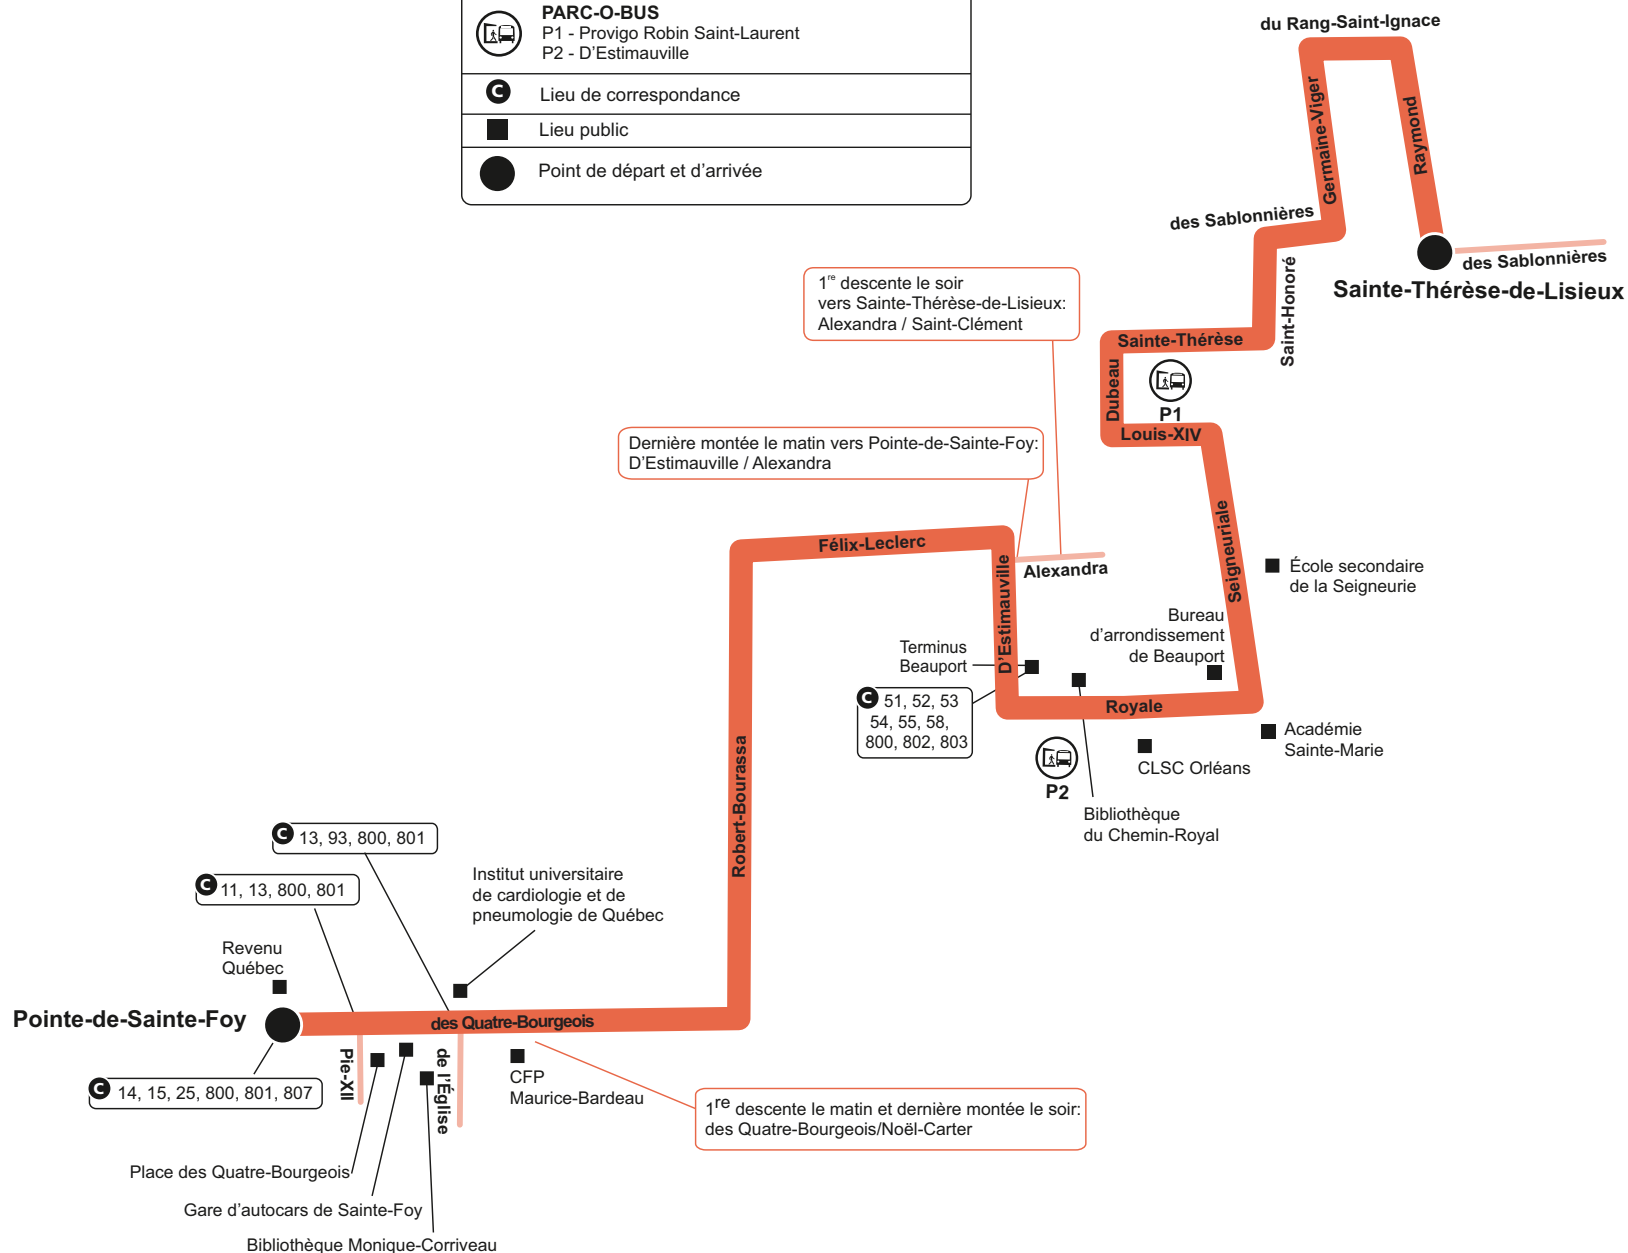 PARC-O-BUS
P1 - Provigo Robin Saint-Laurent
P2 - D'Estimauville
C Lieu de correspondance
Lieu public
Point de départ et d'arrivée
du Rang-Saint-Ignace
Germaine-Viger
Raymond
des Sablonnières
des Sablonnières
Sainte-Thérèse-de-Lisieux
Saint-Honoré
1re descente le soir
vers Sainte-Thérèse-de-Lisieux:
Alexandra / Saint-Clément
Sainte-Thérèse
Dubeau
P1
Louis-XIV
Dernière montée le matin vers Pointe-de-Sainte-Foy:
D'Estimauville / Alexandra
Seigneuriale
Félix-Leclerc
Alexandra
D'Estimauville
École secondaire
de la Seigneurie
Bureau
d'arrondissement
de Beauport
Terminus
Beauport
C 51, 52, 53
54, 55, 58,
800, 802, 803
Royale
Académie
Sainte-Marie
CLSC Orléans
P2
Bibliothèque
du Chemin-Royal
Robert-Bourassa
C 13, 93, 800, 801
C 11, 13, 800, 801
Institut universitaire
de cardiologie et de
pneumologie de Québec
Revenu
Québec
Pointe-de-Sainte-Foy
des Quatre-Bourgeois
Pie-XII
de l'Église
C 14, 15, 25, 800, 801, 807
CFP
Maurice-Bardeau
1re descente le matin et dernière montée le soir:
des Quatre-Bourgeois/Noël-Carter
Place des Quatre-Bourgeois
Gare d'autocars de Sainte-Foy
Bibliothèque Monique-Corriveau